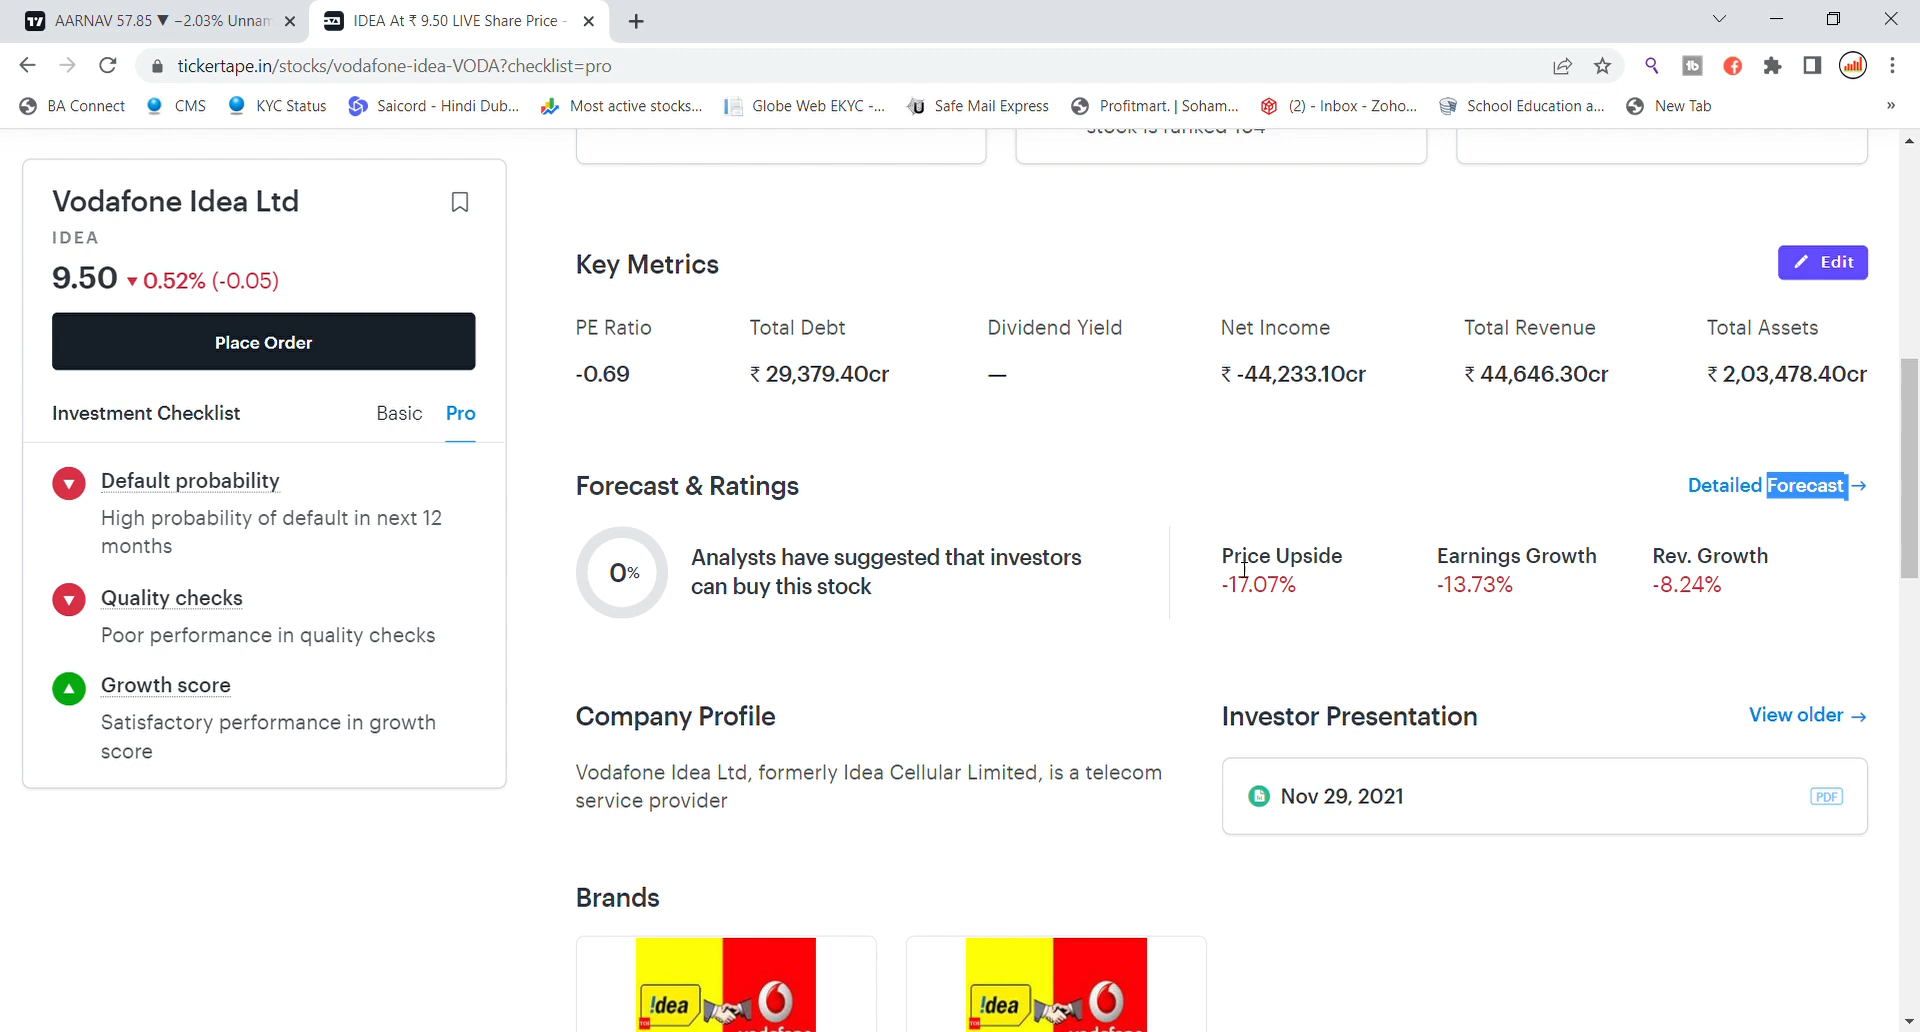 AARNAV 57.85 ▼ −2.03% Unnam
IDEA At ₹ 9.50 LIVE Share Price -
tickertape.in/stocks/vodafone-idea-VODA?checklist=pro
BA Connect
CMS
KYC Status
Saicord - Hindi Dub...
Most active stocks...
Globe Web EKYC -...
Safe Mail Express
Profitmart. | Soham...
(2) - Inbox - Zoho...
School Education a...
New Tab
Vodafone Idea Ltd
IDEA
9.50 ▼ 0.52% (-0.05)
Place Order
Investment Checklist
Basic
Pro
Default probability
High probability of default in next 12
months
Quality checks
Poor performance in quality checks
Growth score
Satisfactory performance in growth
score
stock is ranked 164
Key Metrics
Edit
PE Ratio
Total Debt
Dividend Yield
Net Income
Total Revenue
Total Assets
-0.69
₹ 29,379.40cr
—
₹ -44,233.10cr
₹ 44,646.30cr
₹ 2,03,478.40cr
Forecast & Ratings
Detailed Forecast →
0%
Analysts have suggested that investors
can buy this stock
Price Upside
Earnings Growth
Rev. Growth
-17.07%
-13.73%
-8.24%
Company Profile
Vodafone Idea Ltd, formerly Idea Cellular Limited, is a telecom
service provider
Investor Presentation
View older →
Nov 29, 2021
PDF
Brands
!dea
!dea